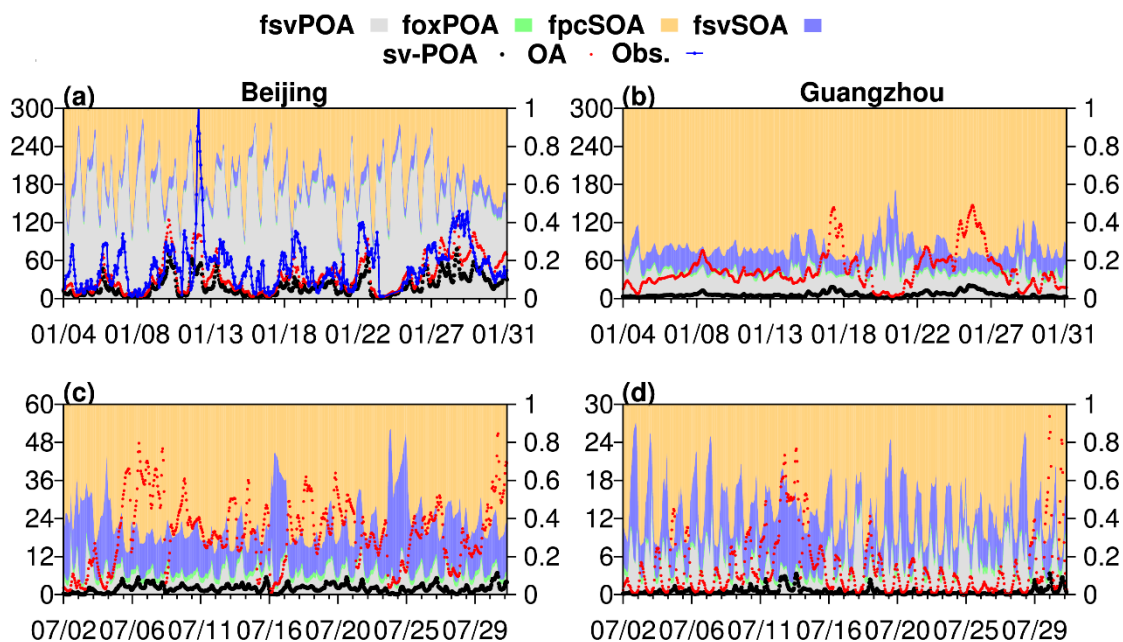 fsvPOA foxPOA fpcSOA fsvSOA
sv-POA OA Obs.
(a) Beijing
300 1
240 0.8
180 0.6
120 0.4
60 0.2
0 0
01/04 01/08 01/13 01/18 01/22 01/27 01/31
(b) Guangzhou
300 1
240 0.8
180 0.6
120 0.4
60 0.2
0 0
01/04 01/08 01/13 01/18 01/22 01/27 01/31
(c)
60 1
48 0.8
36 0.6
24 0.4
12 0.2
0 0
07/02 07/06 07/11 07/16 07/20 07/25 07/29
(d)
30 1
24 0.8
18 0.6
12 0.4
6 0.2
0 0
07/02 07/06 07/11 07/16 07/20 07/25 07/29